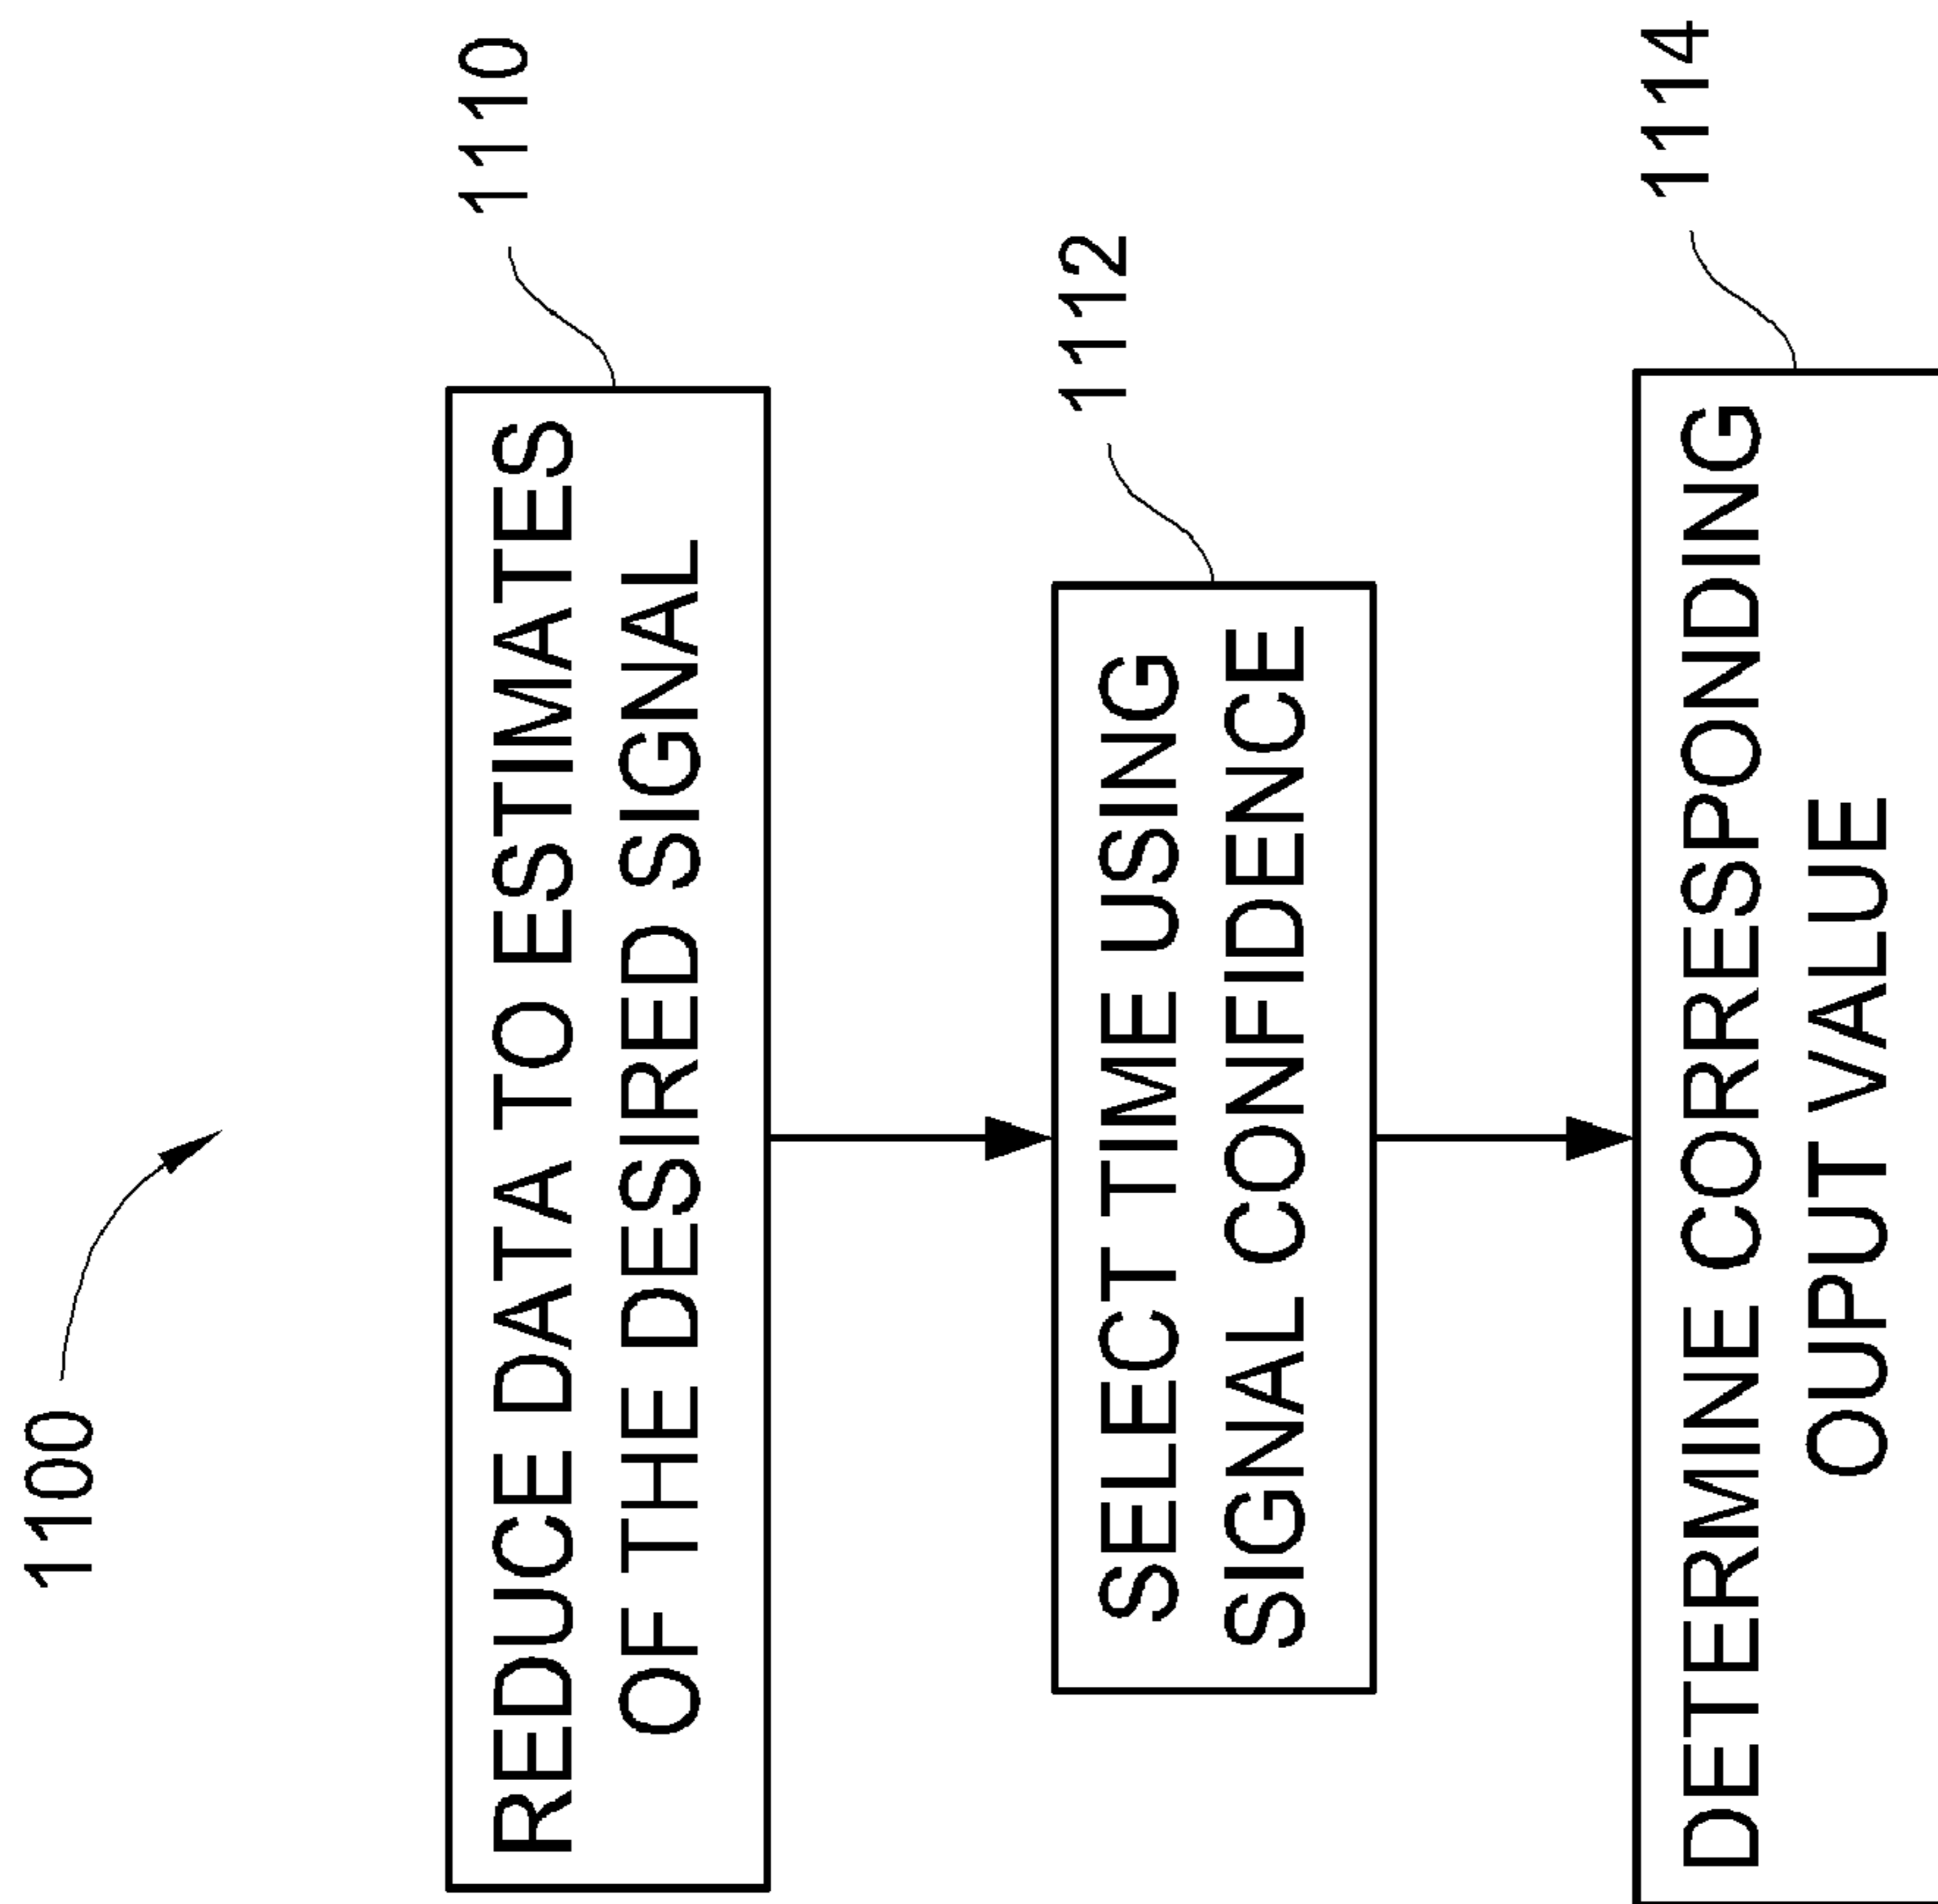 1100
1110
REDUCE DATA TO ESTIMATES
OF THE DESIRED SIGNAL
1112
SELECT TIME USING
SIGNAL CONFIDENCE
1114
DETERMINE CORRESPONDING
OUPUT VALUE